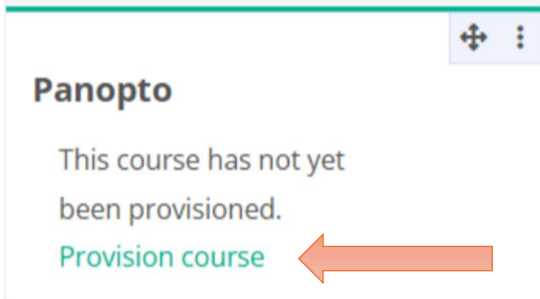 Panopto
This course has not yet
been provisioned.
Provision course